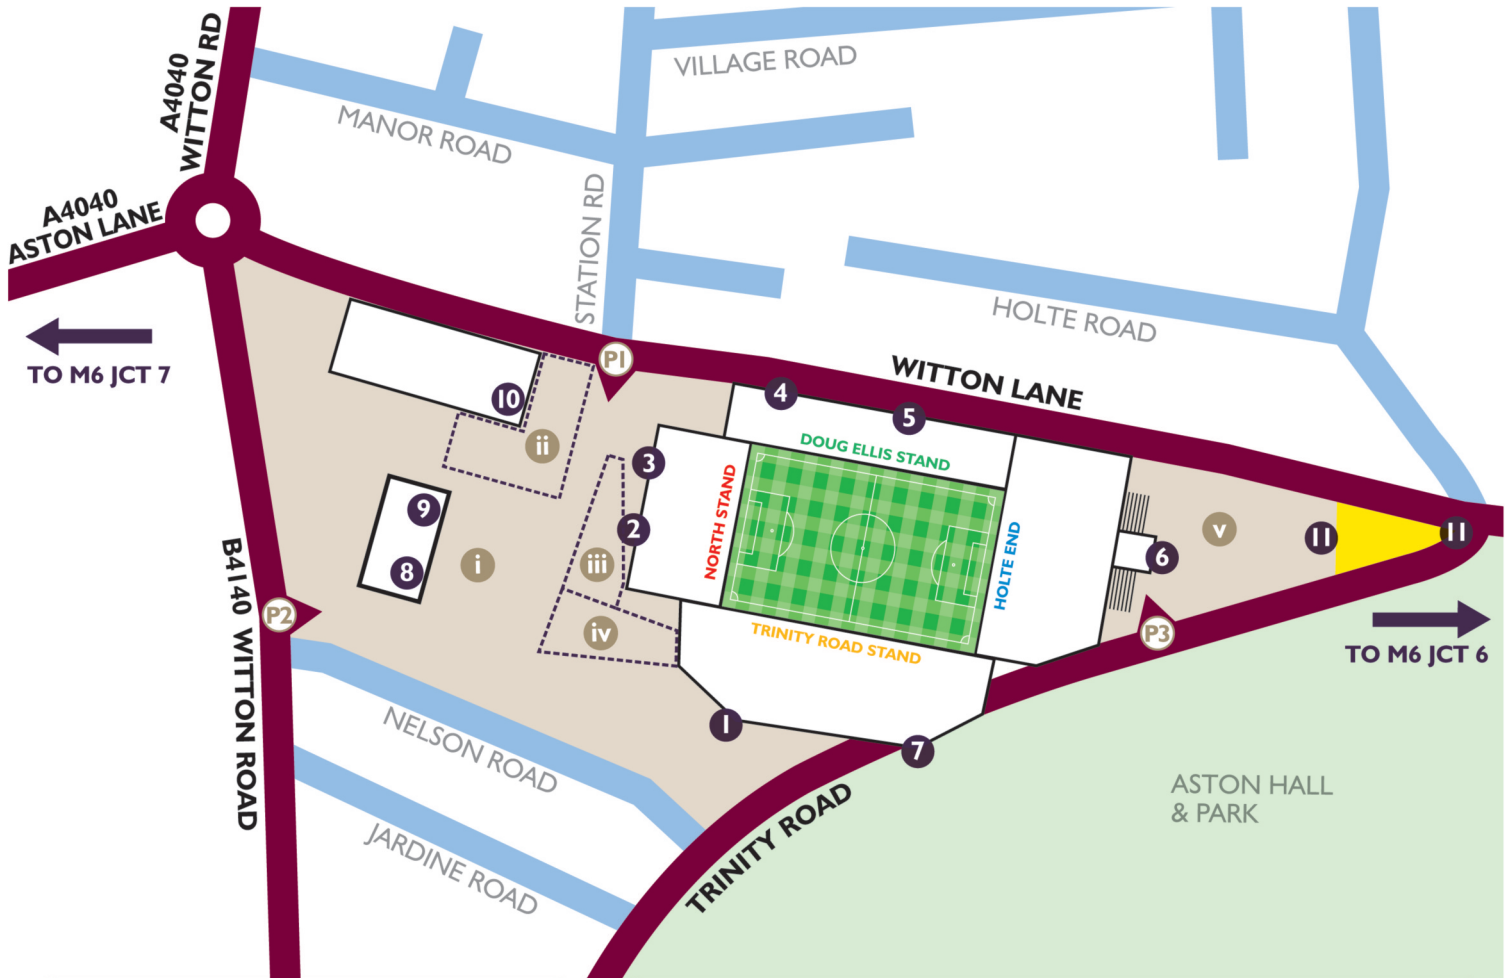 A4040
WITTON RD
VILLAGE ROAD
MANOR ROAD
A4040
ASTON LANE
STATION RD
HOLTE ROAD
TO M6 JCT 7
P1
WITTON LANE
10
4
5
ii
DOUG ELLIS STAND
3
NORTH STAND
9
2
HOLTE END
v
11
11
6
8
i
iii
B4140 WITTON ROAD
P2
iv
TRINITY ROAD STAND
P3
TO M6 JCT 6
NELSON ROAD
1
7
JARDINE ROAD
TRINITY ROAD
ASTON HALL
& PARK